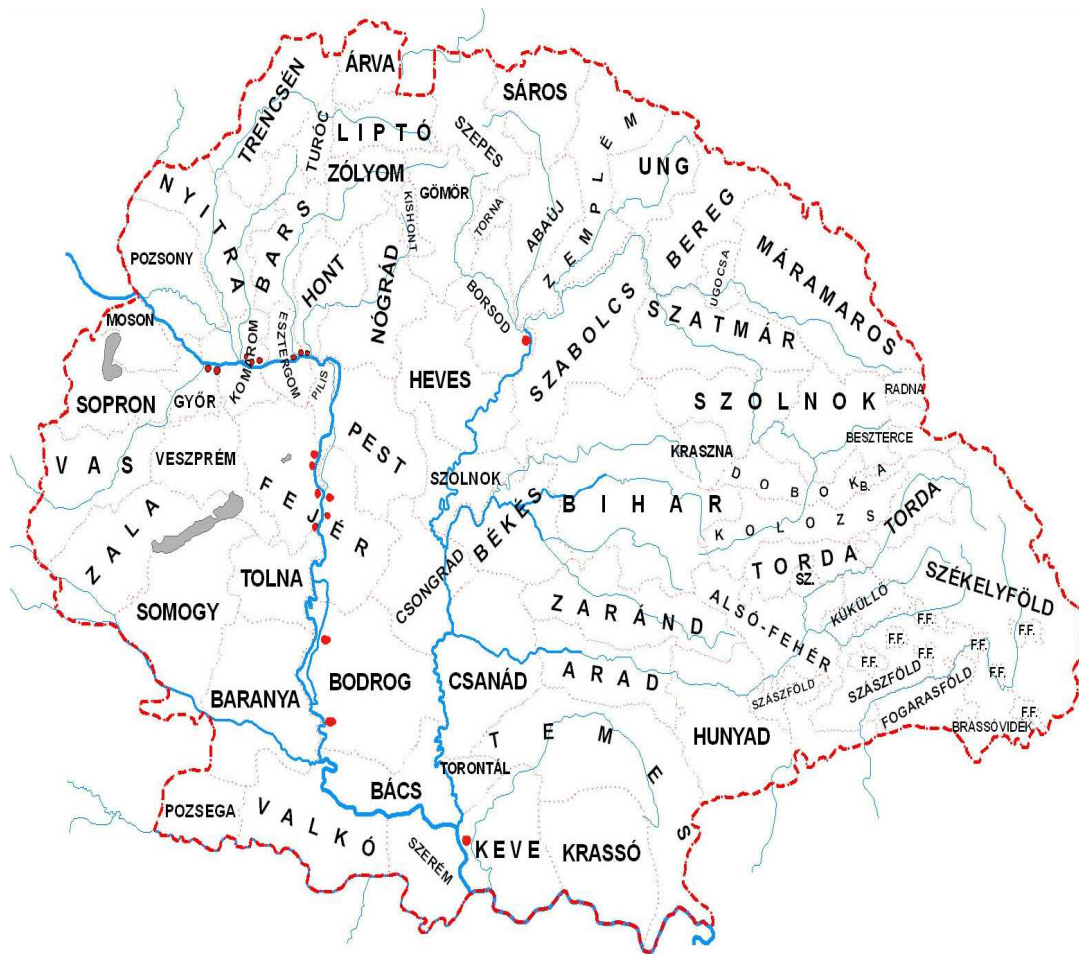 ÁRVA
SÁROS
TRENCSÉN
TURÓC
LIPTÓ
SZEPES
ZEMPLÉM
UNG
ZÓLYOM
GÖMÖR
KISHONT
TORNA
ABAÚJ
NYITRA
BARS
HONT
NÓGRÁD
BEREG
UGOCSA
MÁRAMAROS
POZSONY
BORSOD
SZABOLCS
SZATMÁR
MOSON
KOMÁROM
ESZTERGOM
PILIS
HEVES
SOPRON
GYŐR
SZOLNOK
RADNA
VAS
VESZPRÉM
PEST
KRASZNA
BESZTERCE
SZOLNOK
DOBOKA
K.B.
ZALA
FEJÉR
BÉKÉS
BIHAR
KOLOZS
TORDA
TORDA
SZ.
CSONGRAD
TOLNA
SOMOGY
ZARÁND
ALSÓ-FEHÉR
KÜKÜLLŐ
SZÉKELYFÖLD
F.F.
F.F.
F.F.
F.F.
F.F.
F.F.
F.F.
F.F.
BARANYA
BODROG
CSANÁD
ARAD
SZÁSZFÖLD
SZÁSZFÖLD
FOGARASFÖLD
BRASSÓVIDÉK
HUNYAD
TEMES
TORONTÁL
BÁCS
POZSEGA
VALKÓ
SZERÉM
KEVE
KRASSÓ